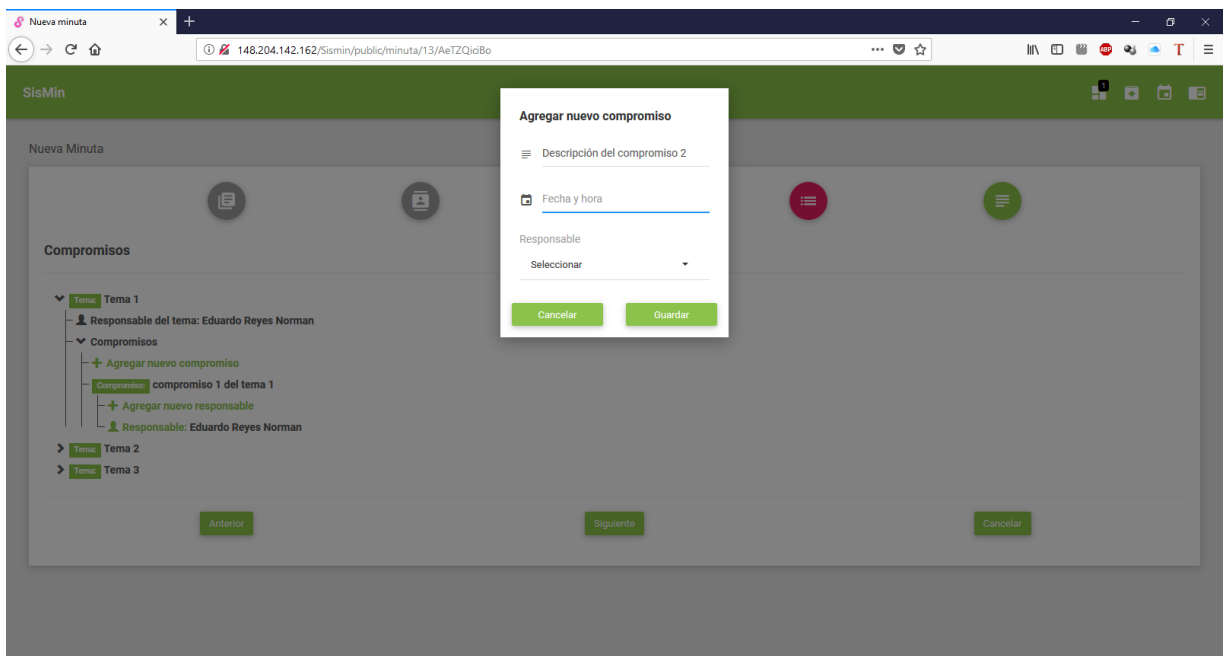 Nueva minuta
148.204.142.162/Sismin/public/minuta/13/AeTZQiciBo
ABP
T
SisMin
1
Nueva Minuta
Agregar nuevo compromiso
Descripción del compromiso 2
Fecha y hora
Responsable
Seleccionar
Cancelar Guardar
Compromisos
Tema: Tema 1
Responsable del tema: Eduardo Reyes Norman
Compromisos
Agregar nuevo compromiso
Compromiso: compromiso 1 del tema 1
Agregar nuevo responsable
Responsable: Eduardo Reyes Norman
Tema: Tema 2
Tema: Tema 3
Anterior Siguiente Cancelar